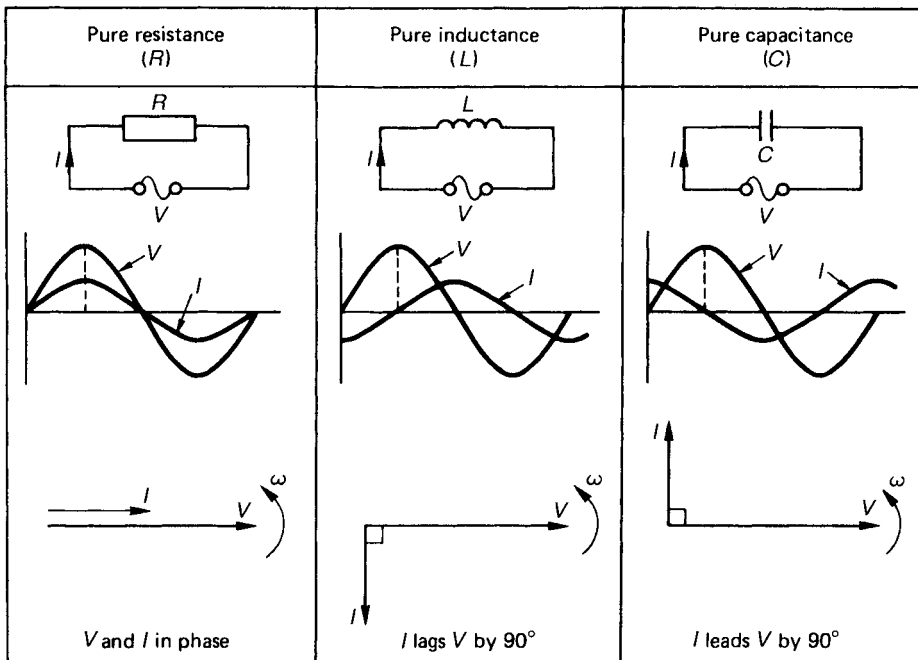 Pure resistance
(R)
Pure inductance
(L)
Pure capacitance
(C)
R
I
V
L
I
V
C
I
V
V
I
V
I
V
I
I
V
ω
V
ω
I
I
V
ω
V and I in phase
I lags V by 90°
I leads V by 90°